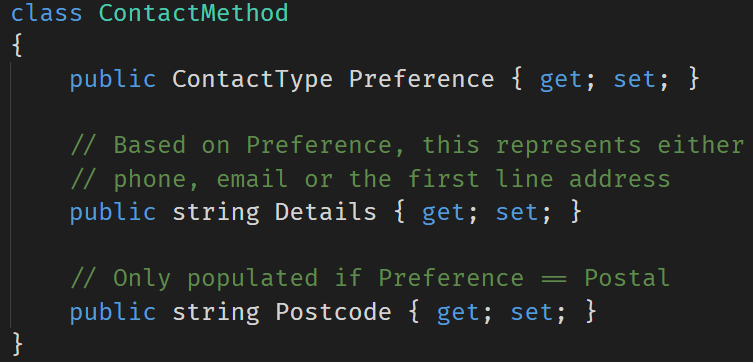 class ContactMethod
{
public ContactType Preference { get; set; }
// Based on Preference, this represents either
// phone, email or the first line address
public string Details { get; set; }
// Only populated if Preference == Postal
public string Postcode { get; set; }
}